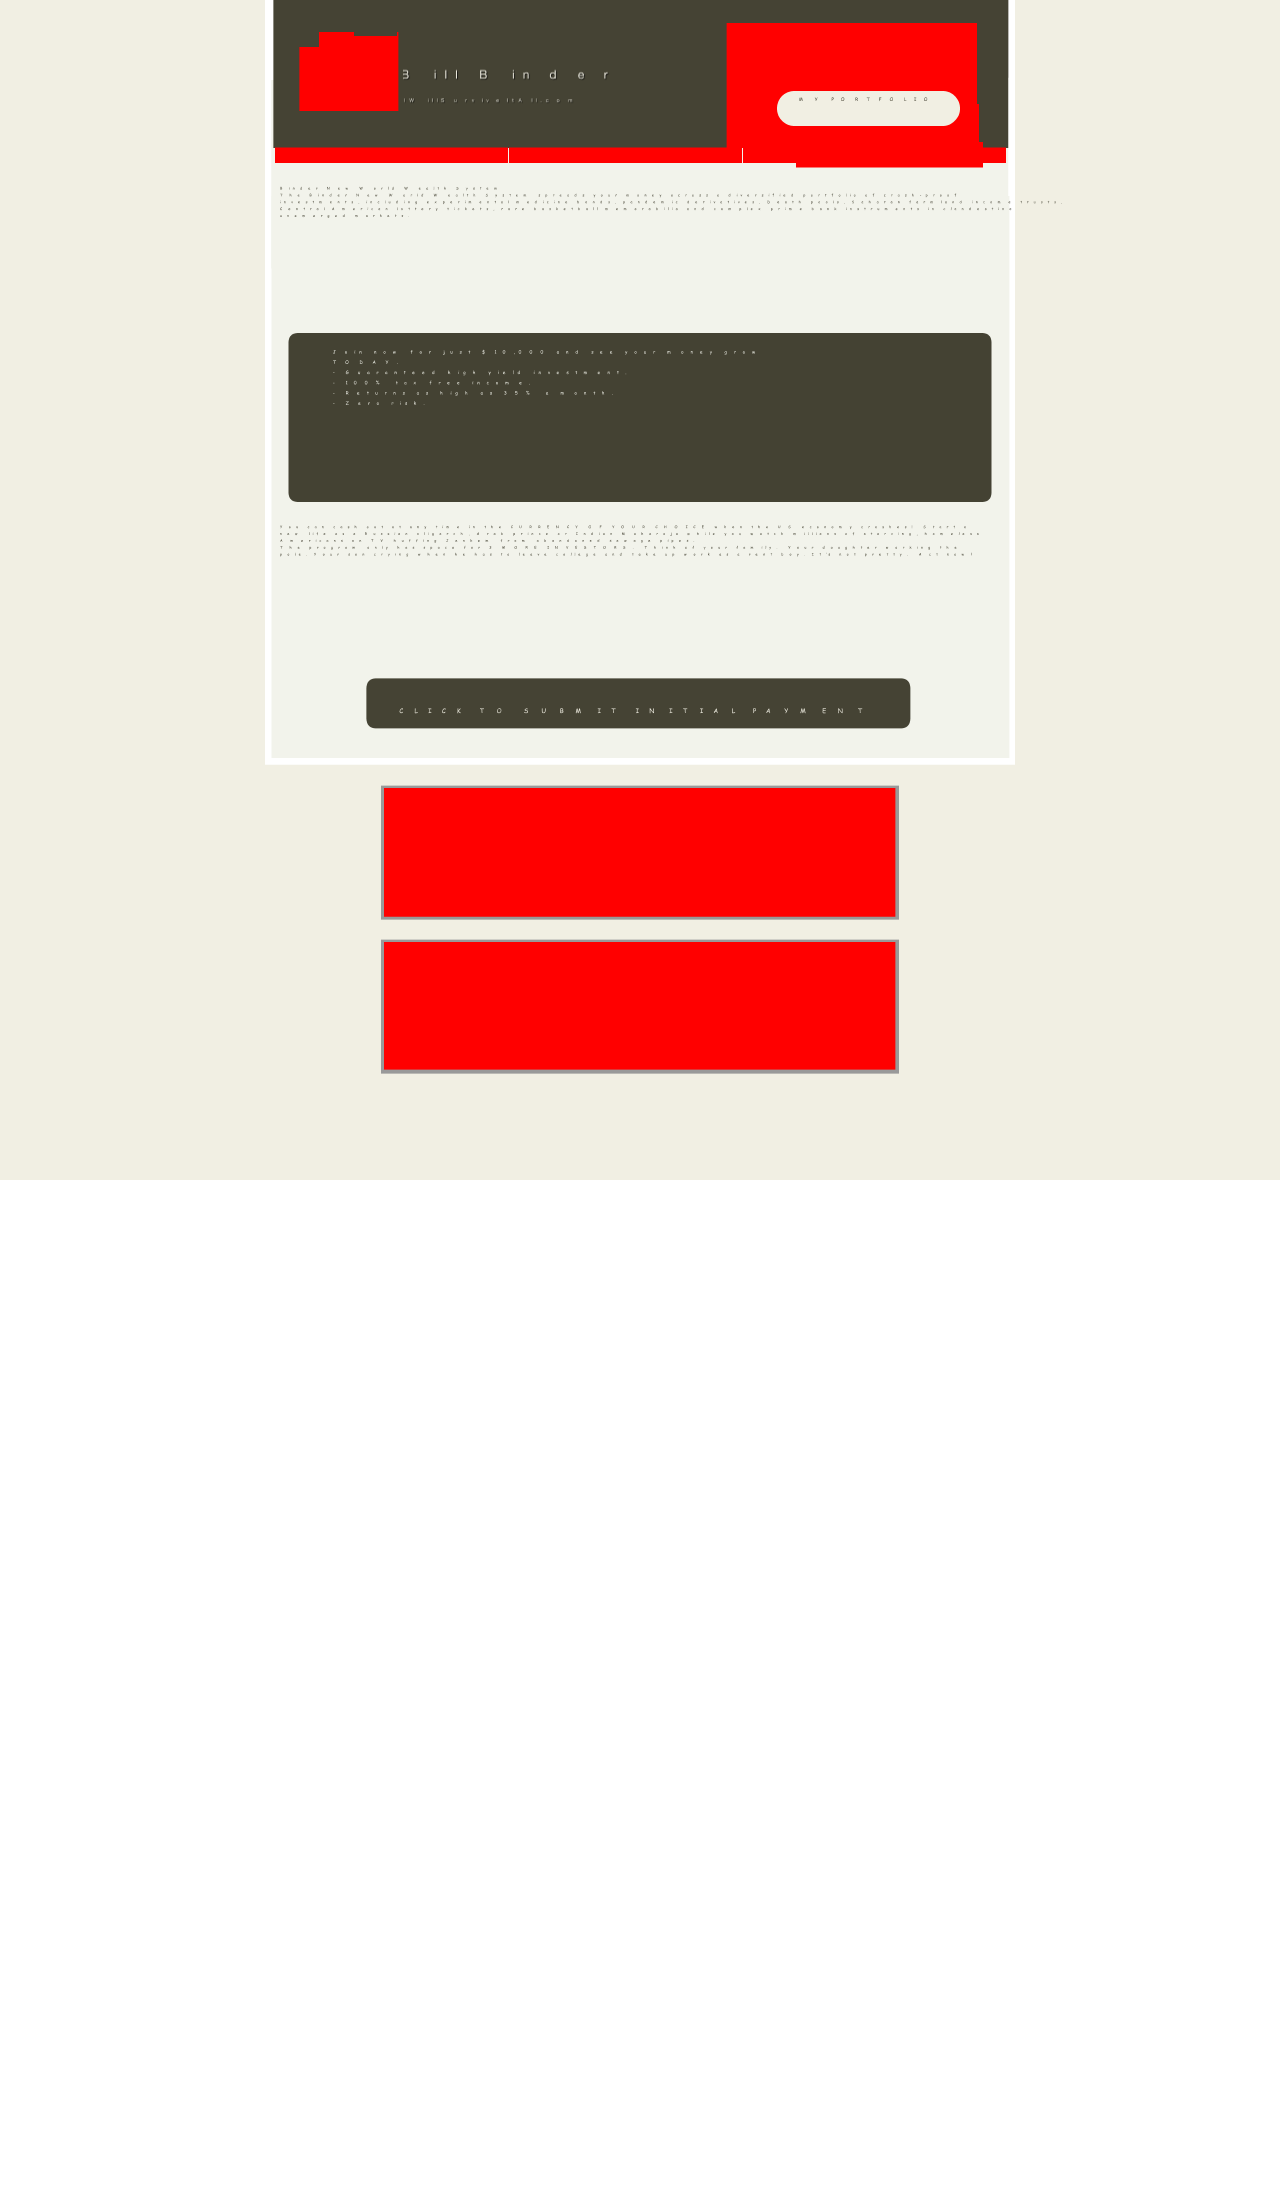 Bill Binder
IWillSurviveItAll.com
MY PORTFOLIO
Binder New World Wealth System
The Binder New World Wealth System spreads your money across a diversified portfolio of crash-proof
investments, including experimental medicine bonds, pandemic derivatives, Death pools, Saharan farm land income trusts,
Central American lottery tickets, rare basketball memorabilia and complex prime bank instruments in clandestine
unemerged markets.
Join now for just $10,000 and see your money grow
TODAY.
- Guaranteed high yield investment.
- 100% tax free income.
- Returns as high as 35% a month.
- Zero risk.
You can cash out at any time in the CURRENCY OF YOUR CHOICE when the US economy crashes! Start a
new life as a Russian oligarch, Arab prince or Indian Maharaja while you watch millions of starving, homeless
Americans on TV huffing Jenkem from abandoned sewage pipes.
The program only has space for 5 MORE INVESTORS. Think of your family. Your daughter working the
pole. Your son crying when he has to leave college and take up work as a rent boy. It's not pretty. Act now!
CLICK TO SUBMIT INITIAL PAYMENT